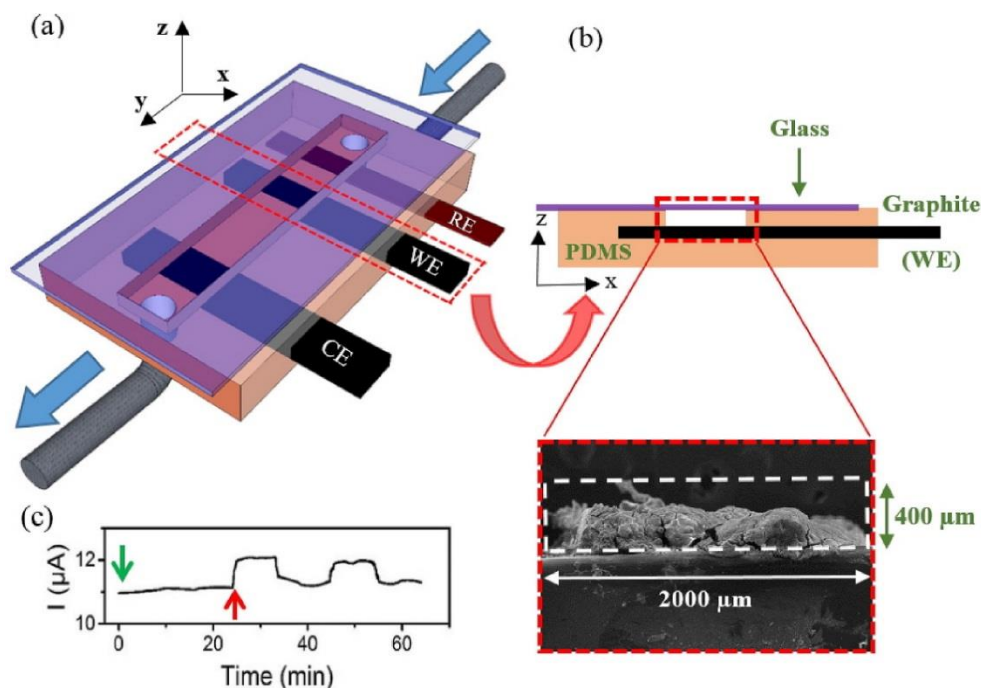 (a)
z
x
y
RE
WE
CE
(b)
Glass
Graphite
z
PDMS
(WE)
x
400 µm
2000 µm
(c)
I (µA)
12
10
0
20
40
60
Time (min)